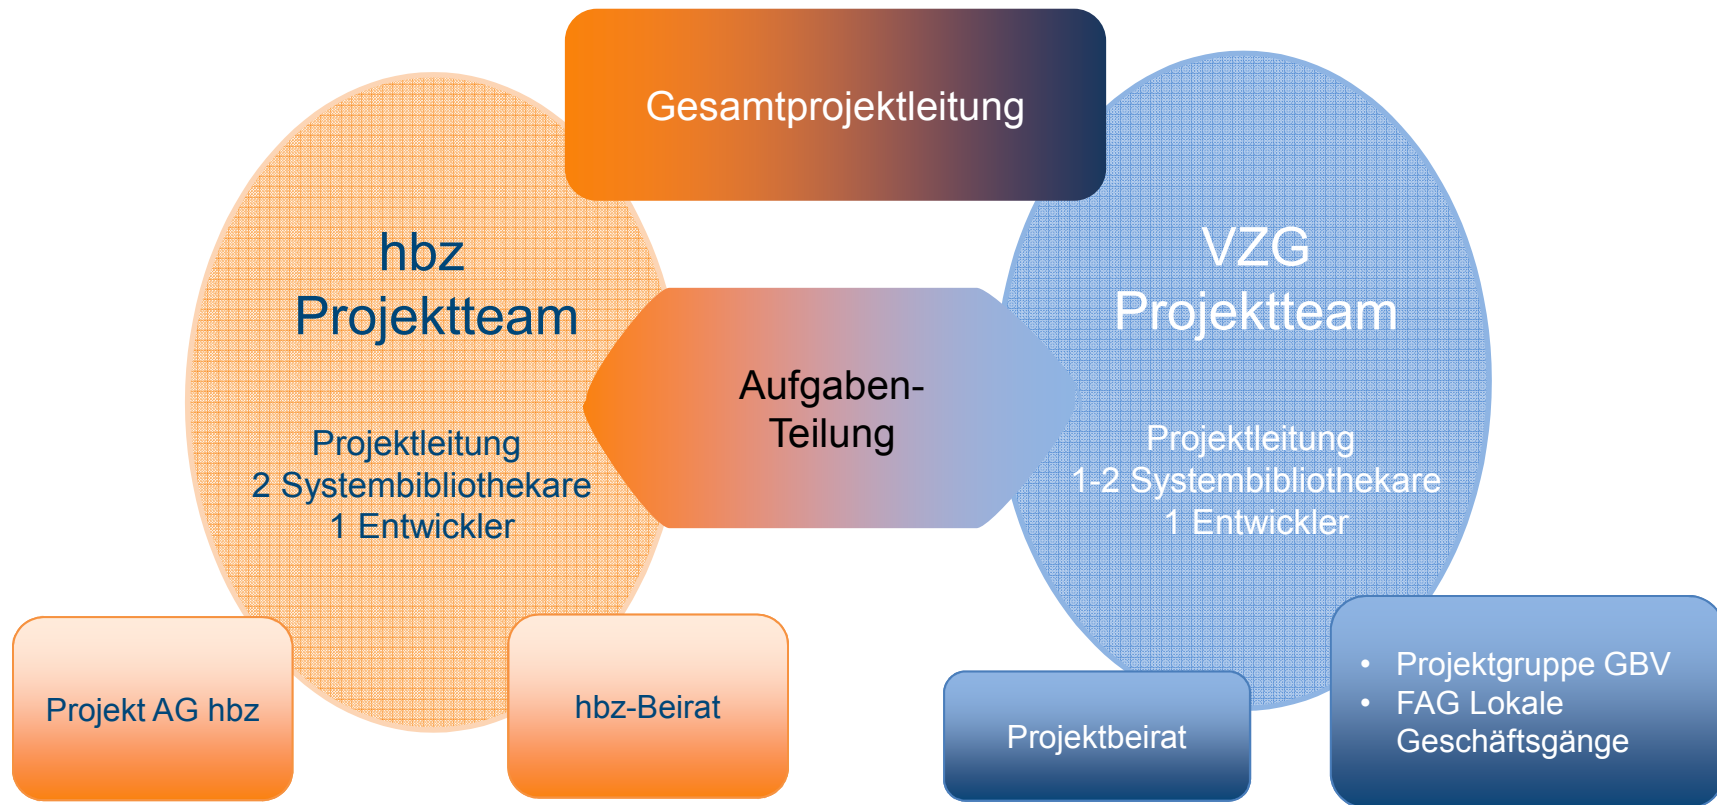 Gesamtprojektleitung
hbz
Projektteam
Projektleitung
2 Systembibliothekare
1 Entwickler
Aufgaben-
Teilung
VZG
Projektteam
Projektleitung
1-2 Systembibliothekare
1 Entwickler
Projekt AG hbz
hbz-Beirat
Projektbeirat
• Projektgruppe GBV
• FAG Lokale
Geschäftsgänge